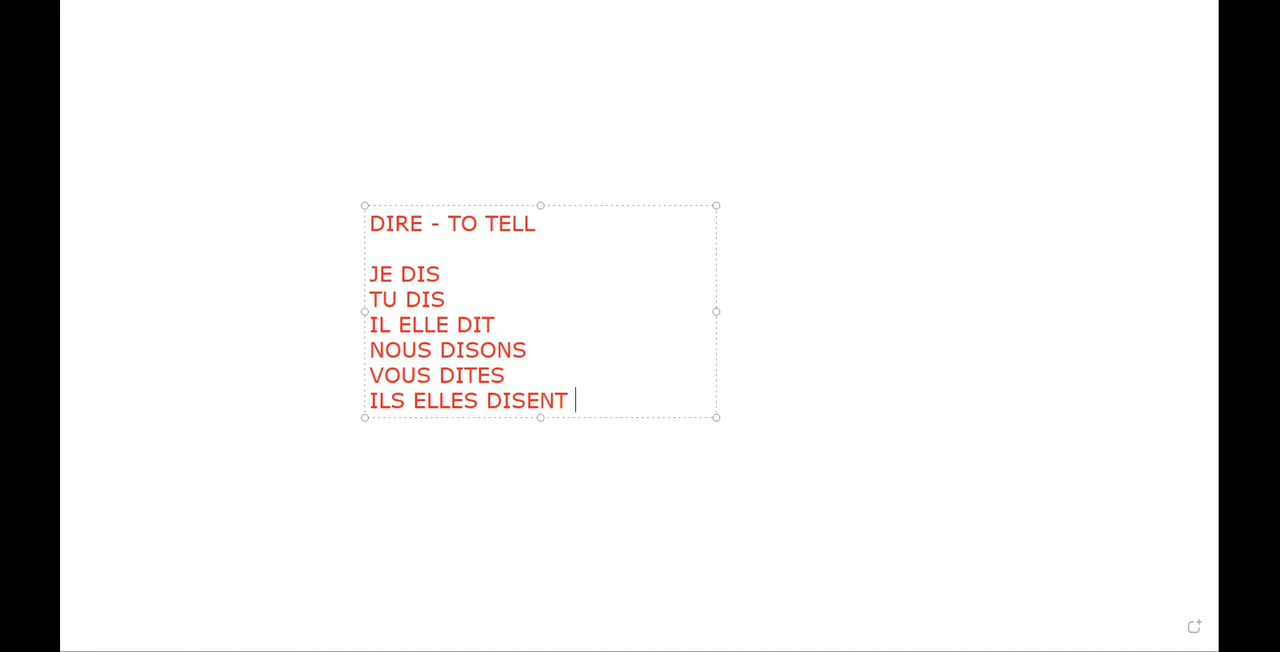 DIRE - TO TELL
JE DIS
TU DIS
IL ELLE DIT
NOUS DISONS
VOUS DITES
ILS ELLES DISENT